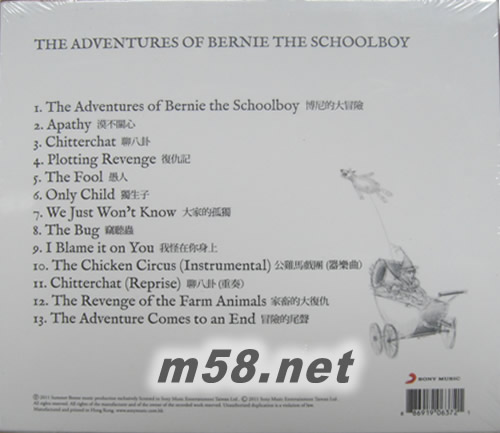 THE ADVENTURES OF BERNIE THE SCHOOLBOY
1. The Adventures of Bernie the Schoolboy 博尼的大冒險
2. Apathy 漠不關心
3. Chitterchat 聊八卦
4. Plotting Revenge 復仇記
5. The Fool 愚人
6. Only Child 獨生子
7. We Just Won't Know 大家的孤獨
8. The Bug 竊聽蟲
9. I Blame it on You 我怪在你身上
10. The Chicken Circus (Instrumental) 公雞馬戲團 (器樂曲)
11. Chitterchat (Reprise) 聊八卦 (重奏)
12. The Revenge of the Farm Animals 家畜的大復仇
13. The Adventure Comes to an End 冒險的尾聲
m58.net
SONY MUSIC